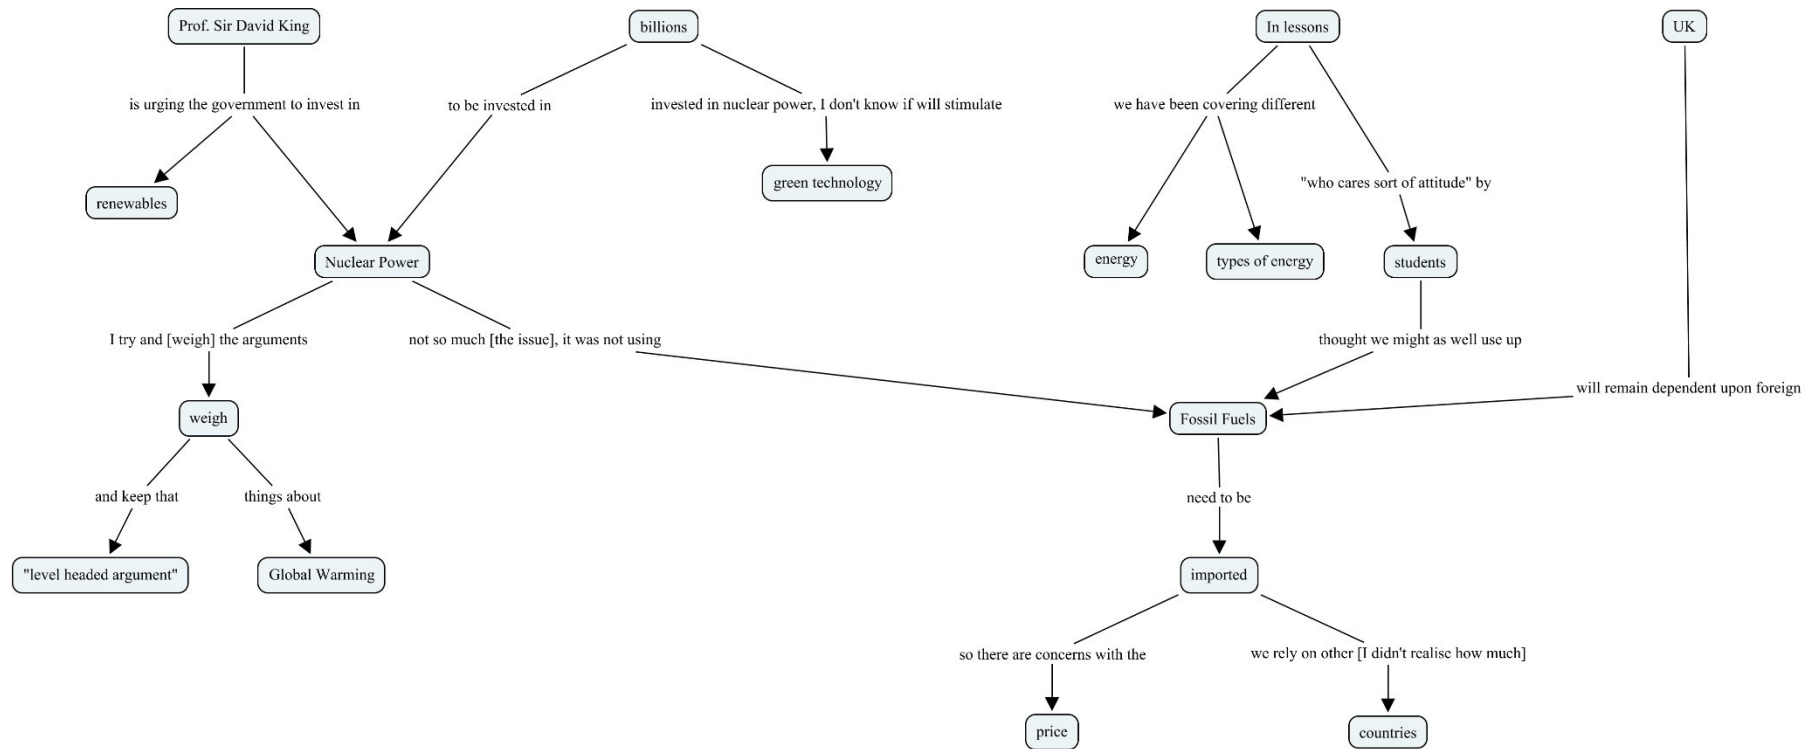 Prof. Sir David King
billions
In lessons
UK
is urging the government to invest in
to be invested in
invested in nuclear power, I don't know if will stimulate
we have been covering different
green technology
"who cares sort of attitude" by
renewables
Nuclear Power
energy
types of energy
students
I try and [weigh] the arguments
not so much [the issue], it was not using
thought we might as well use up
will remain dependent upon foreign
weigh
Fossil Fuels
and keep that
things about
need to be
"level headed argument"
Global Warming
imported
so there are concerns with the
we rely on other [I didn't realise how much]
price
countries